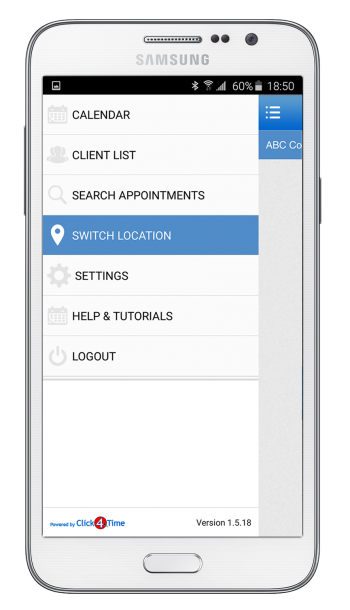 SAMSUNG
60% 18:50
CALENDAR
ABC Co
CLIENT LIST
SEARCH APPOINTMENTS
SWITCH LOCATION
SETTINGS
HELP & TUTORIALS
LOGOUT
Powered by Click4Time Version 1.5.18